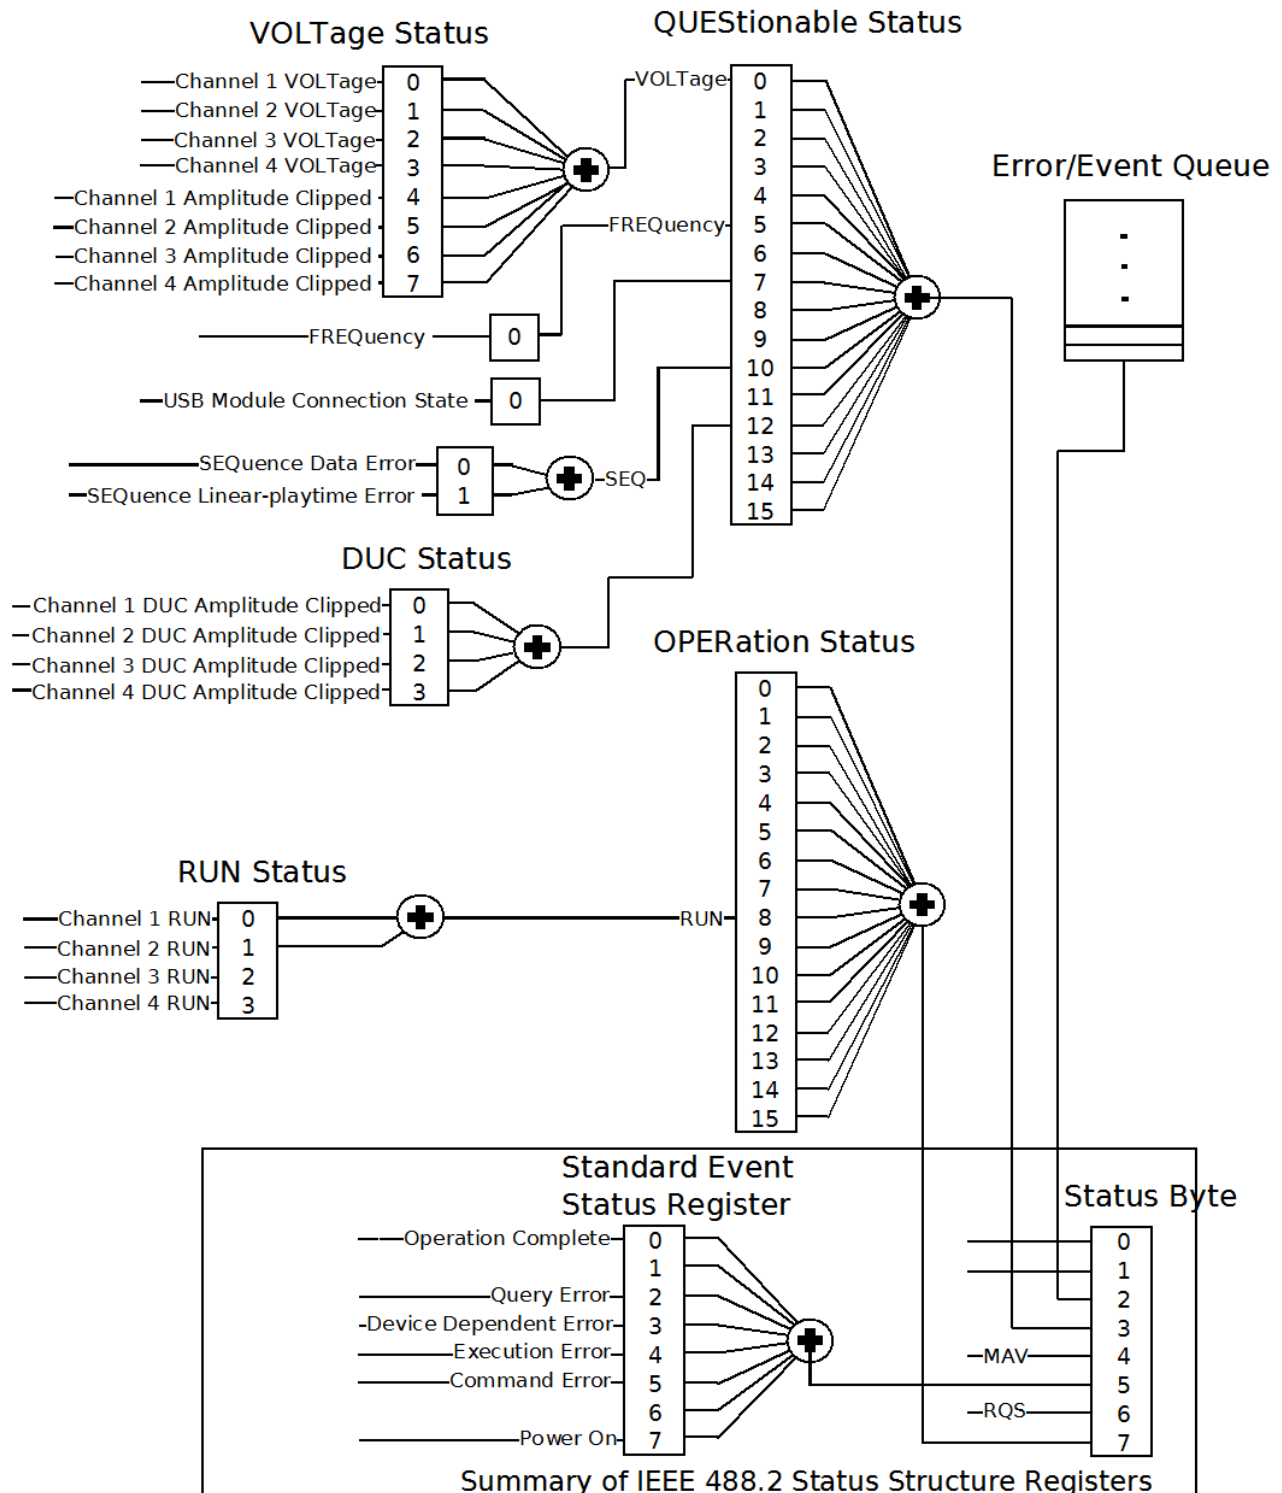 VOLTage Status
Channel 1 VOLTage 0
Channel 2 VOLTage 1
Channel 3 VOLTage 2
Channel 4 VOLTage 3
Channel 1 Amplitude Clipped 4
Channel 2 Amplitude Clipped 5
Channel 3 Amplitude Clipped 6
Channel 4 Amplitude Clipped 7
FREQuency 0
USB Module Connection State 0
SEQuence Data Error 0
SEQuence Linear-playtime Error 1
SEQ
QUEStionable Status
VOLTage 0
1
2
3
4
FREQuency 5
6
7
8
9
10
11
12
13
14
15
Error/Event Queue
DUC Status
Channel 1 DUC Amplitude Clipped 0
Channel 2 DUC Amplitude Clipped 1
Channel 3 DUC Amplitude Clipped 2
Channel 4 DUC Amplitude Clipped 3
OPERation Status
0
1
2
3
4
5
6
7
RUN 8
9
10
11
12
13
14
15
RUN Status
Channel 1 RUN 0
Channel 2 RUN 1
Channel 3 RUN 2
Channel 4 RUN 3
Standard Event
Status Register
Operation Complete 0
1
Query Error 2
Device Dependent Error 3
Execution Error 4
Command Error 5
6
Power On 7
Status Byte
0
1
2
3
MAV 4
5
RQS 6
7
Summary of IEEE 488.2 Status Structure Registers